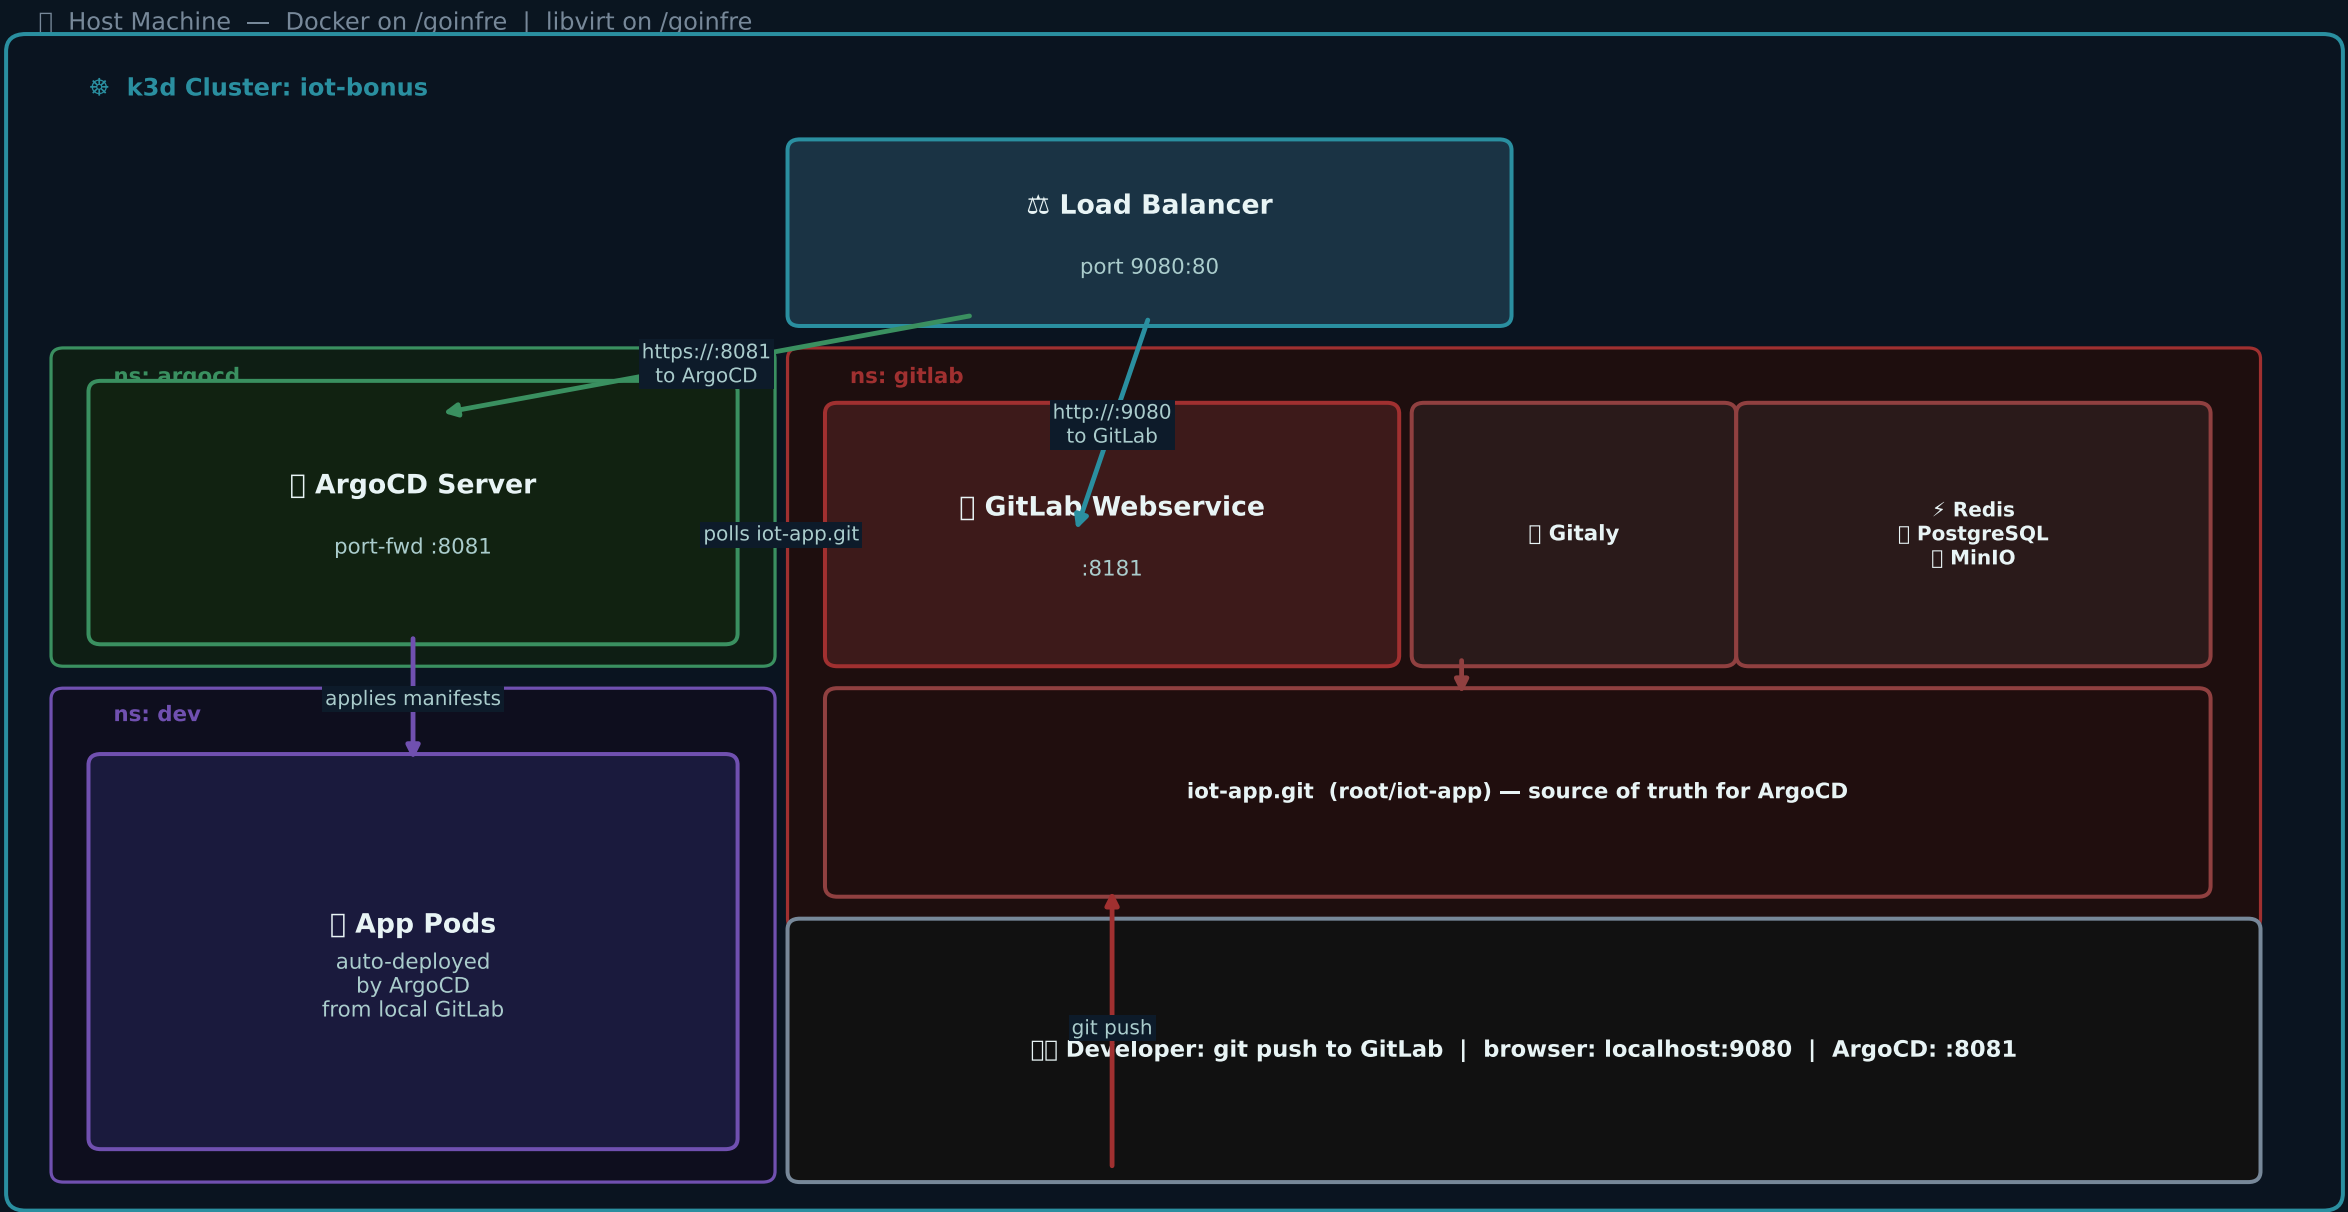 Host Machine — Docker on /goinfre | libvirt on /goinfre
☸ k3d Cluster: iot-bonus
⚖ Load Balancer
port 9080:80
https://:8081
to ArgoCD
ns: argocd
ArgoCD Server
port-fwd :8081
polls iot-app.git
ns: gitlab
http://:9080
to GitLab
GitLab Webservice
:8181
Gitaly
⚡ Redis
PostgreSQL
MinIO
applies manifests
ns: dev
App Pods
auto-deployed
by ArgoCD
from local GitLab
iot-app.git (root/iot-app) — source of truth for ArgoCD
git push
Developer: git push to GitLab | browser: localhost:9080 | ArgoCD: :8081